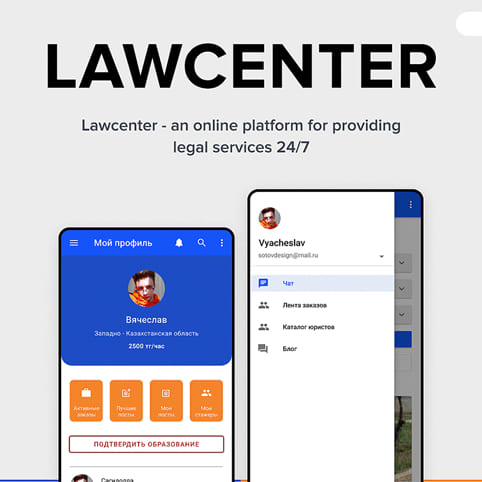 LAWCENTER
Lawcenter - an online platform for providing
legal services 24/7
Мой профиль
Вячеслав
Западно - Казахстанская область
2500 тг/час
Активные
заказы
Лучшие
посты
Мои
посты
Мои
стажеры
ПОДТВЕРДИТЬ ОБРАЗОВАНИЕ
Vyacheslav
sotovdesign@mail.ru
Чат
Лента заказов
Каталог юристов
Блог